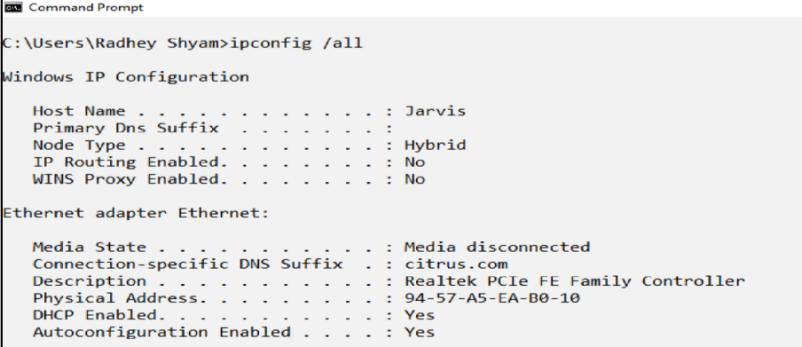 Command Prompt
C:\Users\Radhey Shyam>ipconfig /all
Windows IP Configuration
Host Name . . . . . . . . . . . . : Jarvis
Primary Dns Suffix . . . . . . . :
Node Type . . . . . . . . . . . . : Hybrid
IP Routing Enabled. . . . . . . . : No
WINS Proxy Enabled. . . . . . . . : No
Ethernet adapter Ethernet:
Media State . . . . . . . . . . . : Media disconnected
Connection-specific DNS Suffix . : citrus.com
Description . . . . . . . . . . . : Realtek PCIe FE Family Controller
Physical Address. . . . . . . . . : 94-57-A5-EA-B0-10
DHCP Enabled. . . . . . . . . . . : Yes
Autoconfiguration Enabled . . . . : Yes